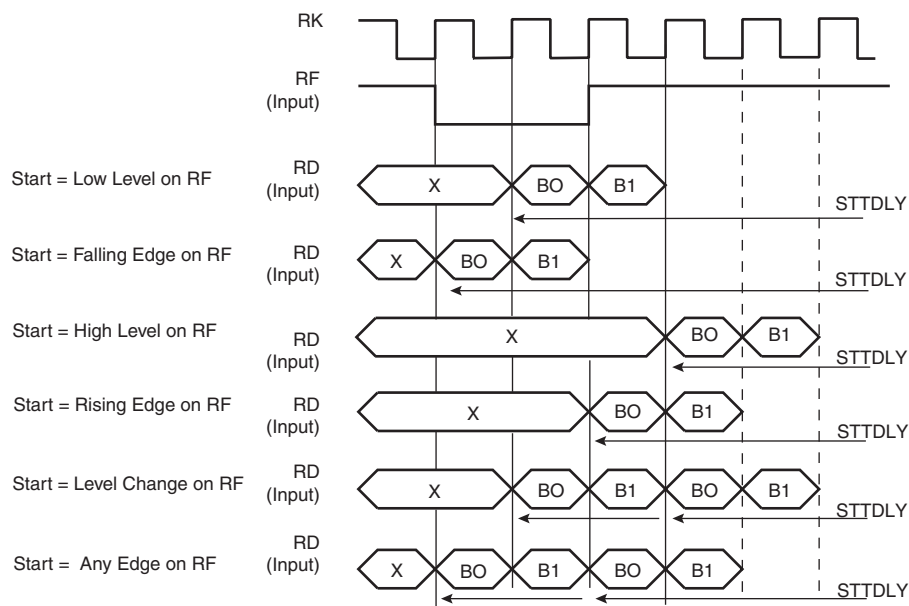 RK
RF
(Input)
Start = Low Level on RF
RD
(Input)
X
BO
B1
STTDLY
Start = Falling Edge on RF
RD
(Input)
X
BO
B1
STTDLY
Start = High Level on RF
RD
(Input)
X
BO
B1
STTDLY
Start = Rising Edge on RF
RD
(Input)
X
BO
B1
STTDLY
Start = Level Change on RF
RD
(Input)
X
BO
B1
BO
B1
STTDLY
Start = Any Edge on RF
RD
(Input)
X
BO
B1
BO
B1
STTDLY